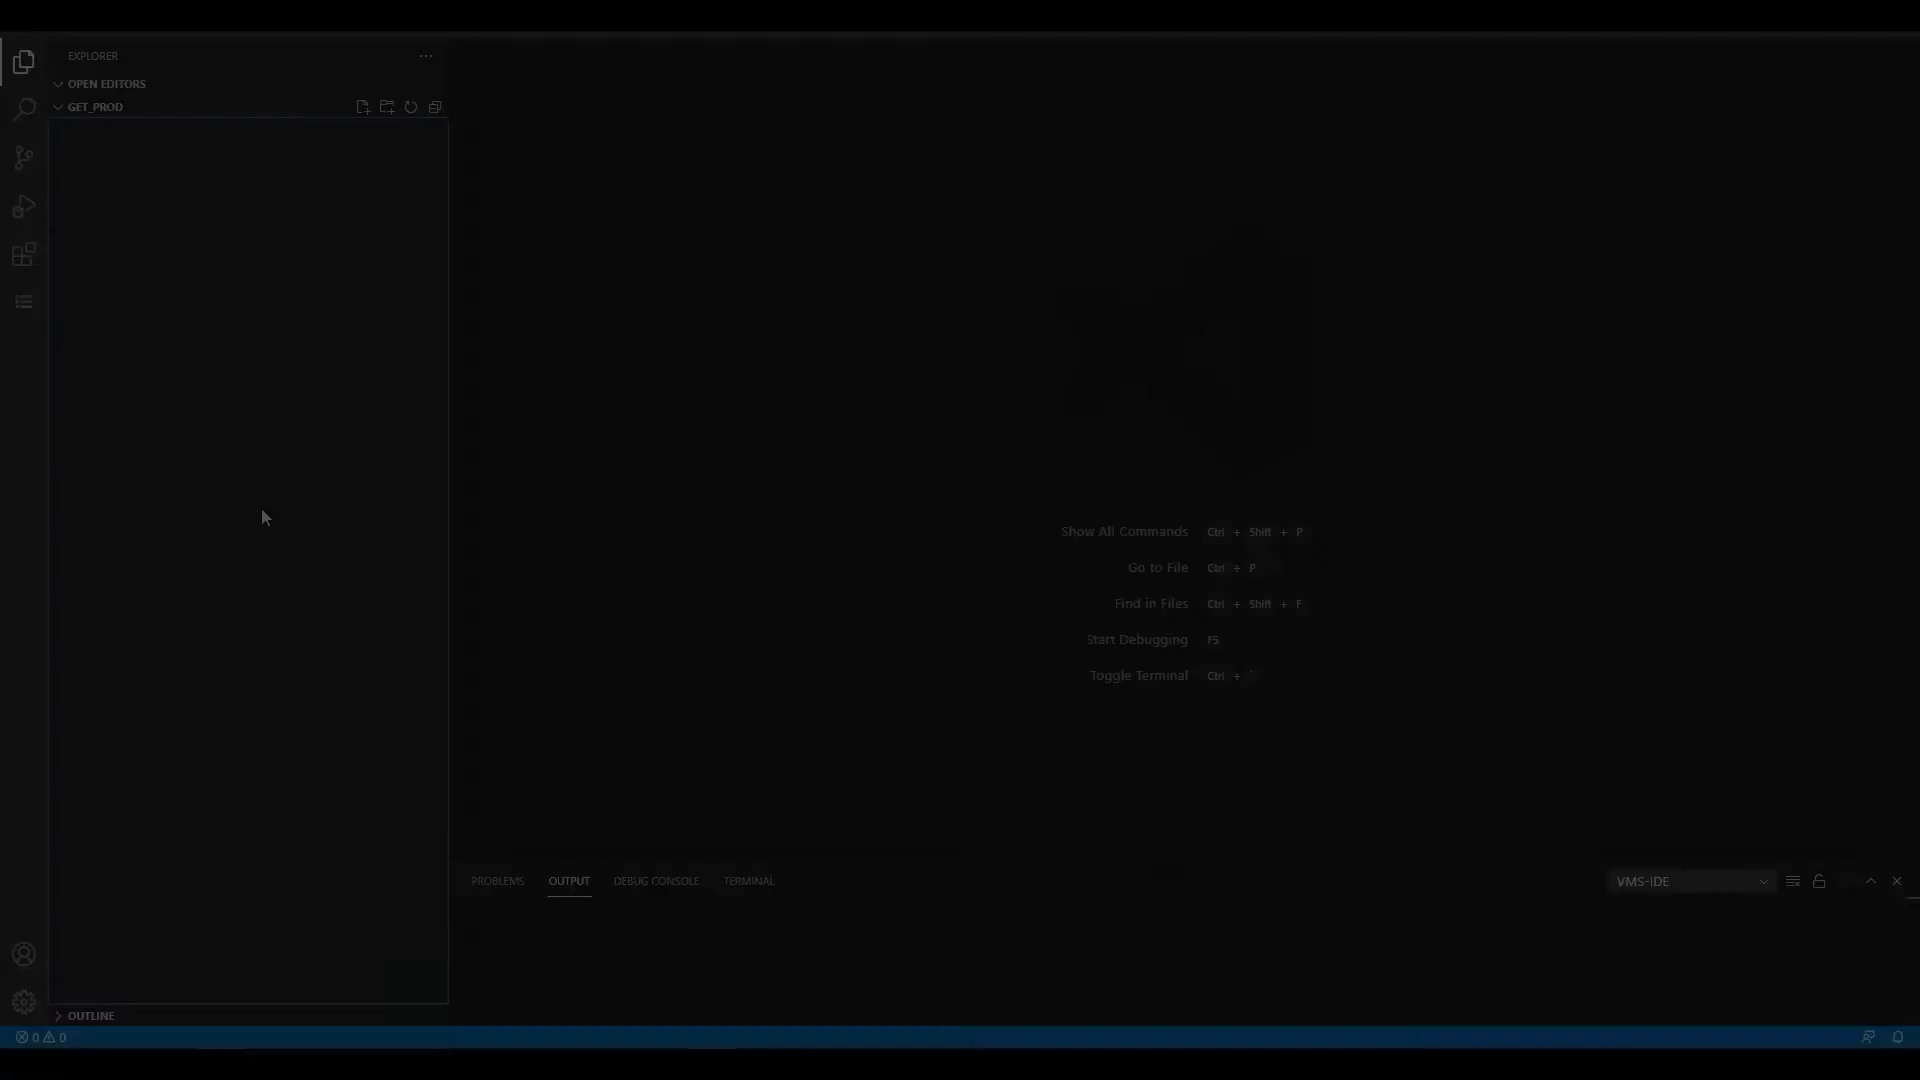 EXPLORER
OPEN EDITORS
GET_PROD
Show All Commands Ctrl + Shift + P
Go to File Ctrl + P
Find in Files Ctrl + Shift + F
Start Debugging F5
Toggle Terminal Ctrl + `
PROBLEMS OUTPUT DEBUG CONSOLE TERMINAL VMS-IDE
OUTLINE
0 0